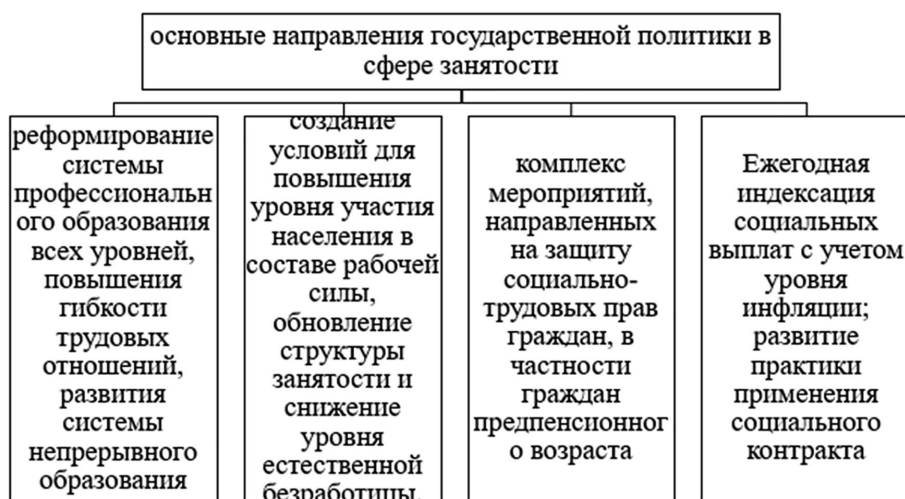 основные направления государственной политики в
сфере занятости
реформирование
системы
профессиональн
ого образования
всех уровней,
повышения
гибкости
трудовых
отношений,
развития
системы
непрерывного
образования
создание
условий для
повышения
уровня участия
населения в
составе рабочей
силы,
обновление
структуры
занятости и
снижение
уровня
естественной
безработицы.
комплекс
мероприятий,
направленных
на защиту
социально-
трудовых прав
граждан, в
частности
граждан
предпенсионног
о возраста
Ежегодная
индексация
социальных
выплат с учетом
уровня
инфляции;
развитие
практики
применения
социального
контракта